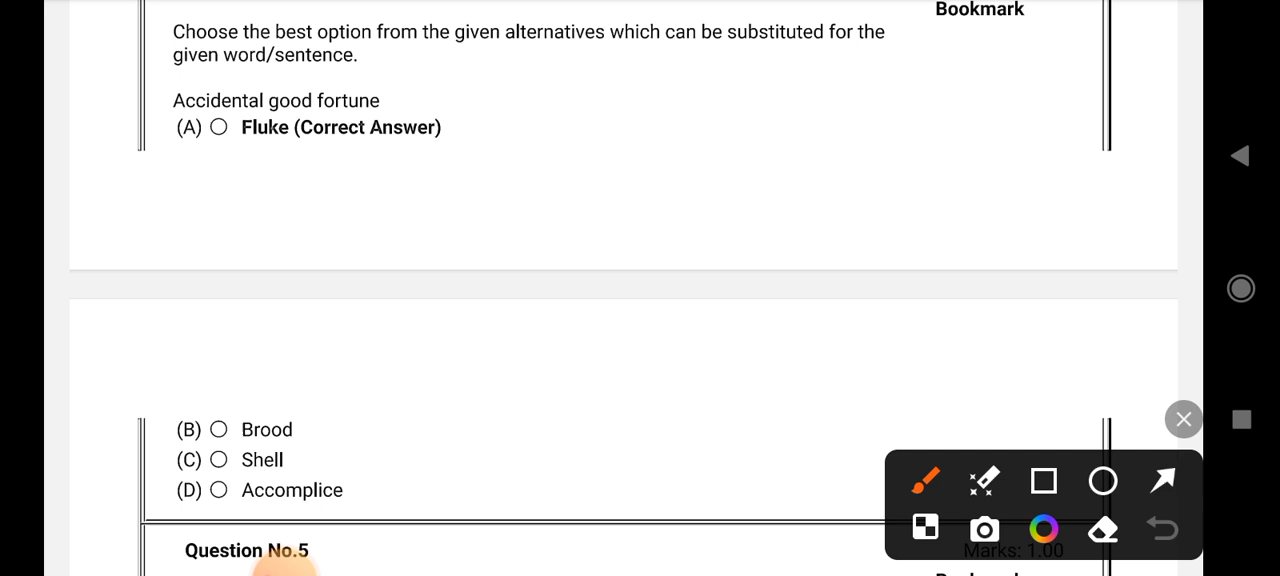 Bookmark
Choose the best option from the given alternatives which can be substituted for the
given word/sentence.
Accidental good fortune
(A) Fluke (Correct Answer)
(B) Brood
(C) Shell
(D) Accomplice
Question No.5
Marks: 1.00